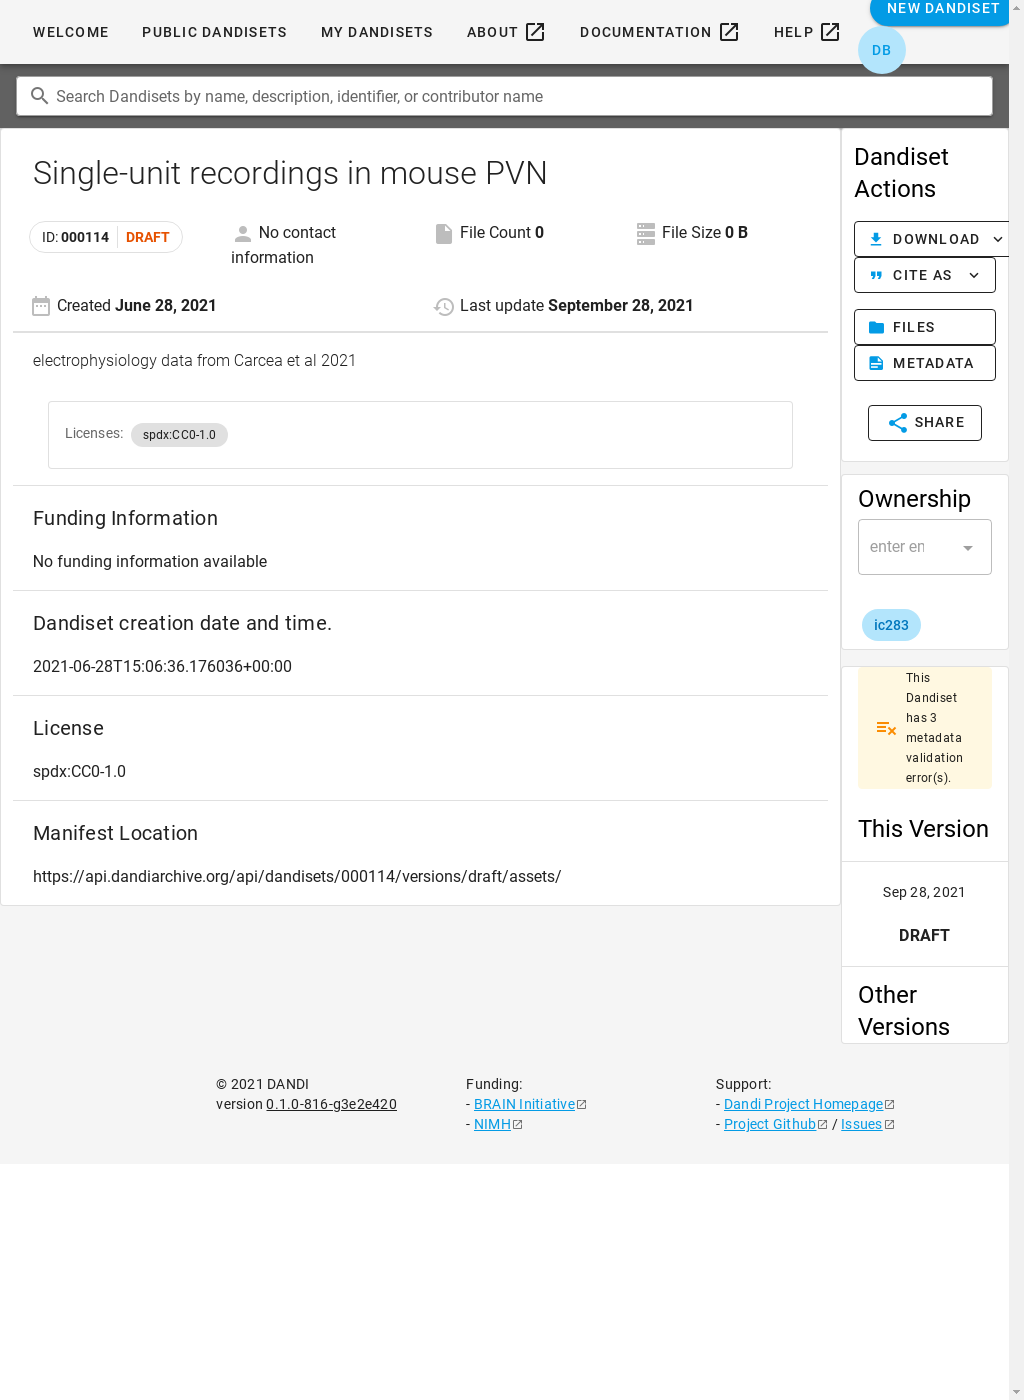 WELCOME PUBLIC DANDISETS MY DANDISETS ABOUT DOCUMENTATION HELP NEW DANDISET
DB
Search Dandisets by name, description, identifier, or contributor name
Single-unit recordings in mouse PVN
ID: 000114 DRAFT
No contact information
File Count 0
File Size 0 B
Created June 28, 2021
Last update September 28, 2021
electrophysiology data from Carcea et al 2021
Licenses: spdx:CC0-1.0
Funding Information
No funding information available
Dandiset creation date and time.
2021-06-28T15:06:36.176036+00:00
License
spdx:CC0-1.0
Manifest Location
https://api.dandiarchive.org/api/dandisets/000114/versions/draft/assets/
Dandiset
Actions
DOWNLOAD
CITE AS
FILES
METADATA
SHARE
Ownership
enter en
ic283
This
Dandiset
has 3
metadata
validation
error(s).
This Version
Sep 28, 2021
DRAFT
Other
Versions
© 2021 DANDI
version 0.1.0-816-g3e2e420
Funding:
- BRAIN Initiative
- NIMH
Support:
- Dandi Project Homepage
- Project Github / Issues